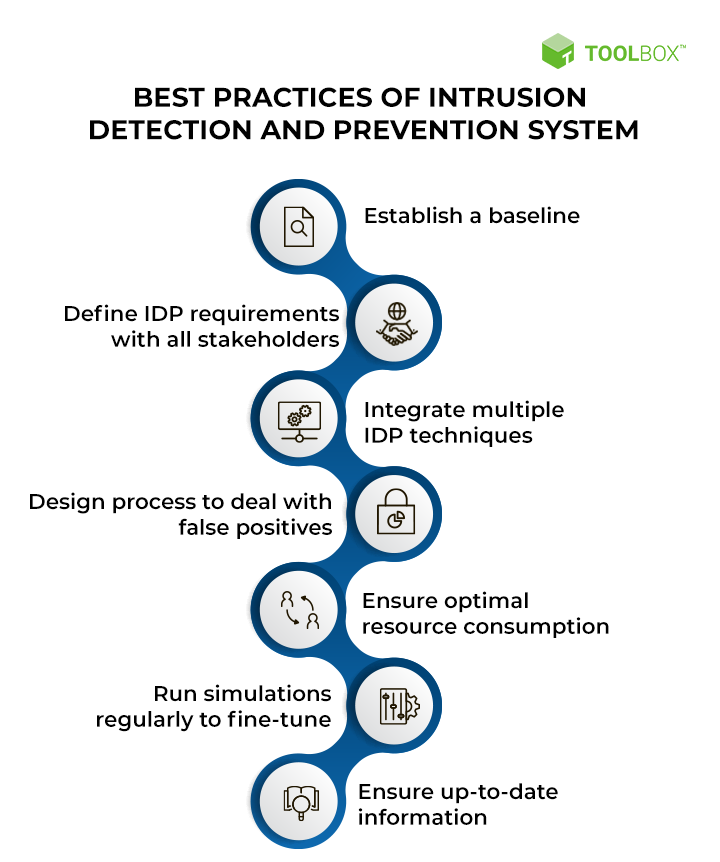 TOOLBOX™
BEST PRACTICES OF INTRUSION
DETECTION AND PREVENTION SYSTEM
Establish a baseline
Define IDP requirements
with all stakeholders
Integrate multiple
IDP techniques
Design process to deal with
false positives
Ensure optimal
resource consumption
Run simulations
regularly to fine-tune
Ensure up-to-date
information